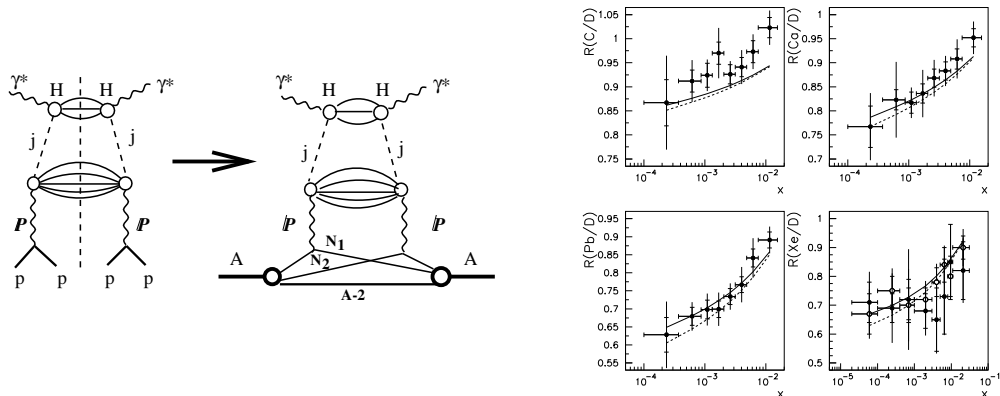 γ* H H γ*
j j
IP IP
p p p p
γ* H H γ*
j j
IP IP
N1
N2
A A
A-2
R(C/D)
1.05
1
0.95
0.9
0.85
0.8
0.75
10-4 10-3 10-2
x
R(Ca/D)
1
0.95
0.9
0.85
0.8
0.75
0.7
10-4 10-3 10-2
x
R(Pb/D)
0.95
0.9
0.85
0.8
0.75
0.7
0.65
0.6
0.55
10-4 10-3 10-2
x
R(Xe/D)
1
0.9
0.8
0.7
0.6
0.5
10-5 10-4 10-3 10-2 10-1
x